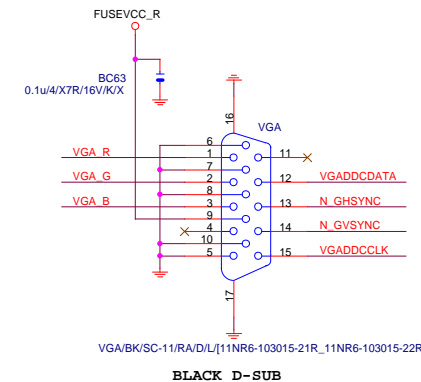 FUSEVCC_R
BC63
0.1u/4/X7R/16V/K/X
16
VGA
6
VGA_R 1 11
7
VGA_G 2 12 VGADDCDATA
8
VGA_B 3 13 N_GHSYNC
9
4 14 N_GVSYNC
10
5 15 VGADDCCLK
17
VGA/BK/SC-11/RA/D/L/[11NR6-103015-21R_11NR6-103015-22R
BLACK D-SUB